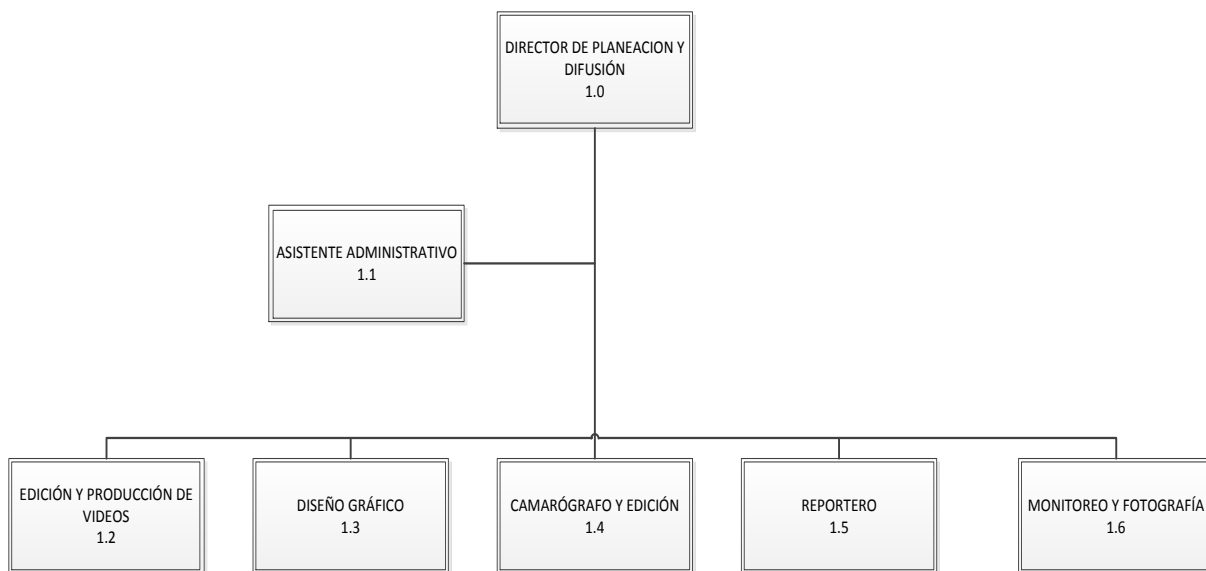 DIRECTOR DE PLANEACION Y
DIFUSIÓN
1.0
ASISTENTE ADMINISTRATIVO
1.1
EDICIÓN Y PRODUCCIÓN DE
VIDEOS
1.2
DISEÑO GRÁFICO
1.3
CAMARÓGRAFO Y EDICIÓN
1.4
REPORTERO
1.5
MONITOREO Y FOTOGRAFÍA
1.6